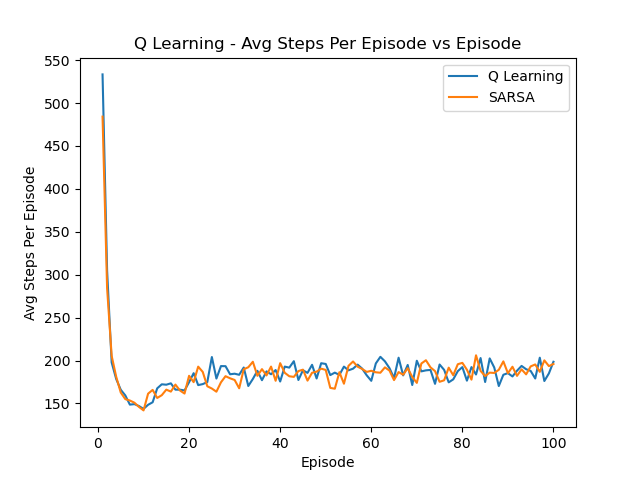 Q Learning - Avg Steps Per Episode vs Episode
Q Learning
SARSA
Avg Steps Per Episode
550
500
450
400
350
300
250
200
150
0 20 40 60 80 100
Episode